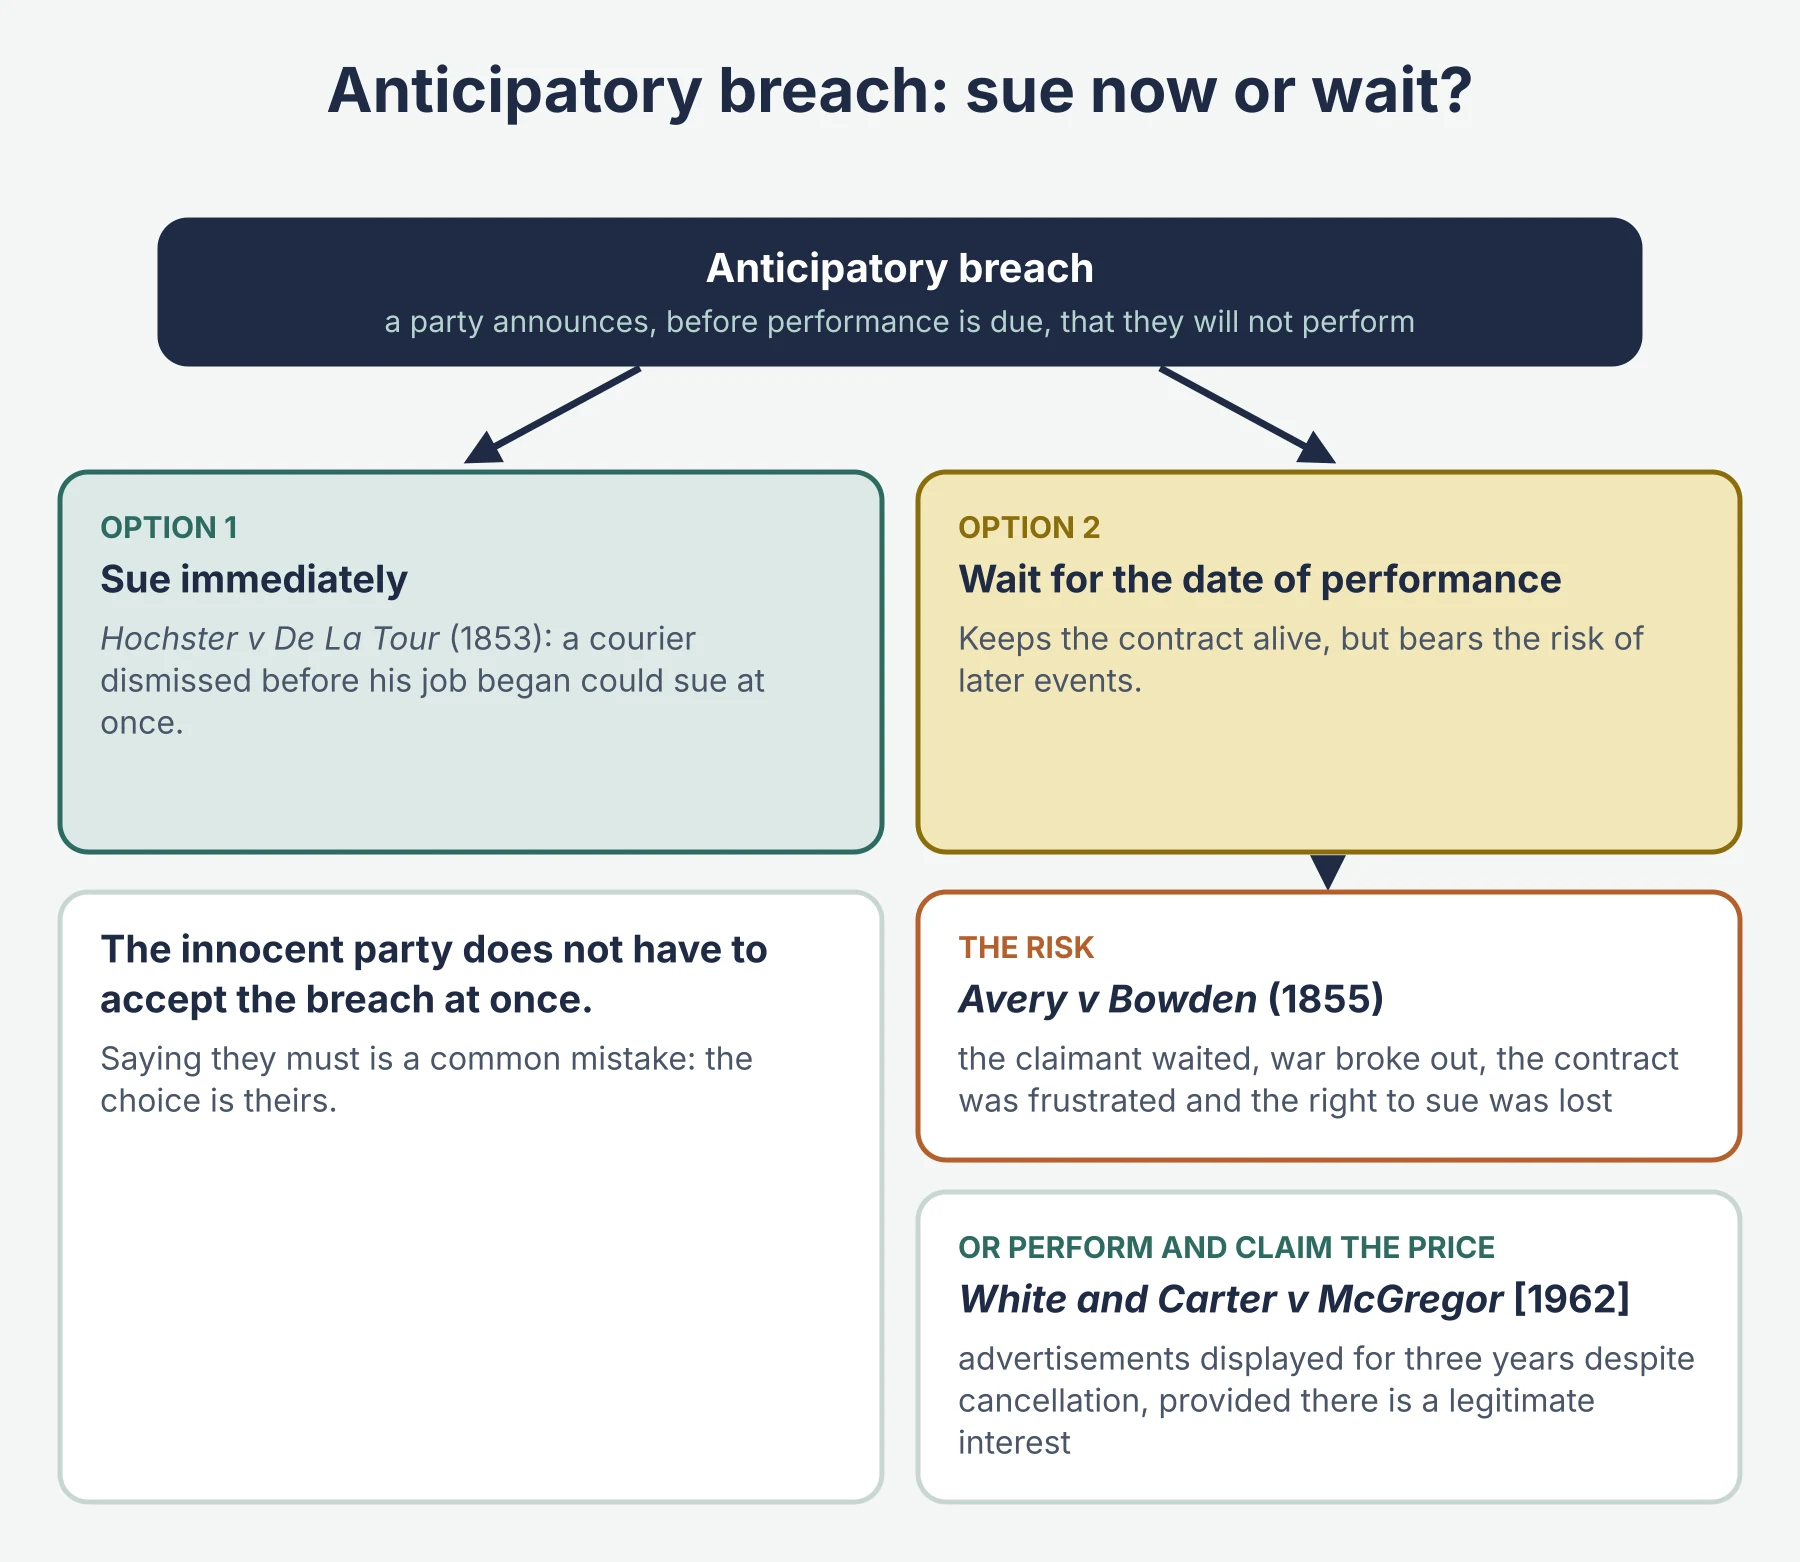 Anticipatory breach: sue now or wait?
Anticipatory breach
a party announces, before performance is due, that they will not perform
OPTION 1
Sue immediately
Hochster v De La Tour (1853): a courier
dismissed before his job began could sue at
once.
OPTION 2
Wait for the date of performance
Keeps the contract alive, but bears the risk of
later events.
The innocent party does not have to
accept the breach at once.
Saying they must is a common mistake: the
choice is theirs.
THE RISK
Avery v Bowden (1855)
the claimant waited, war broke out, the contract
was frustrated and the right to sue was lost
OR PERFORM AND CLAIM THE PRICE
White and Carter v McGregor [1962]
advertisements displayed for three years despite
cancellation, provided there is a legitimate
interest